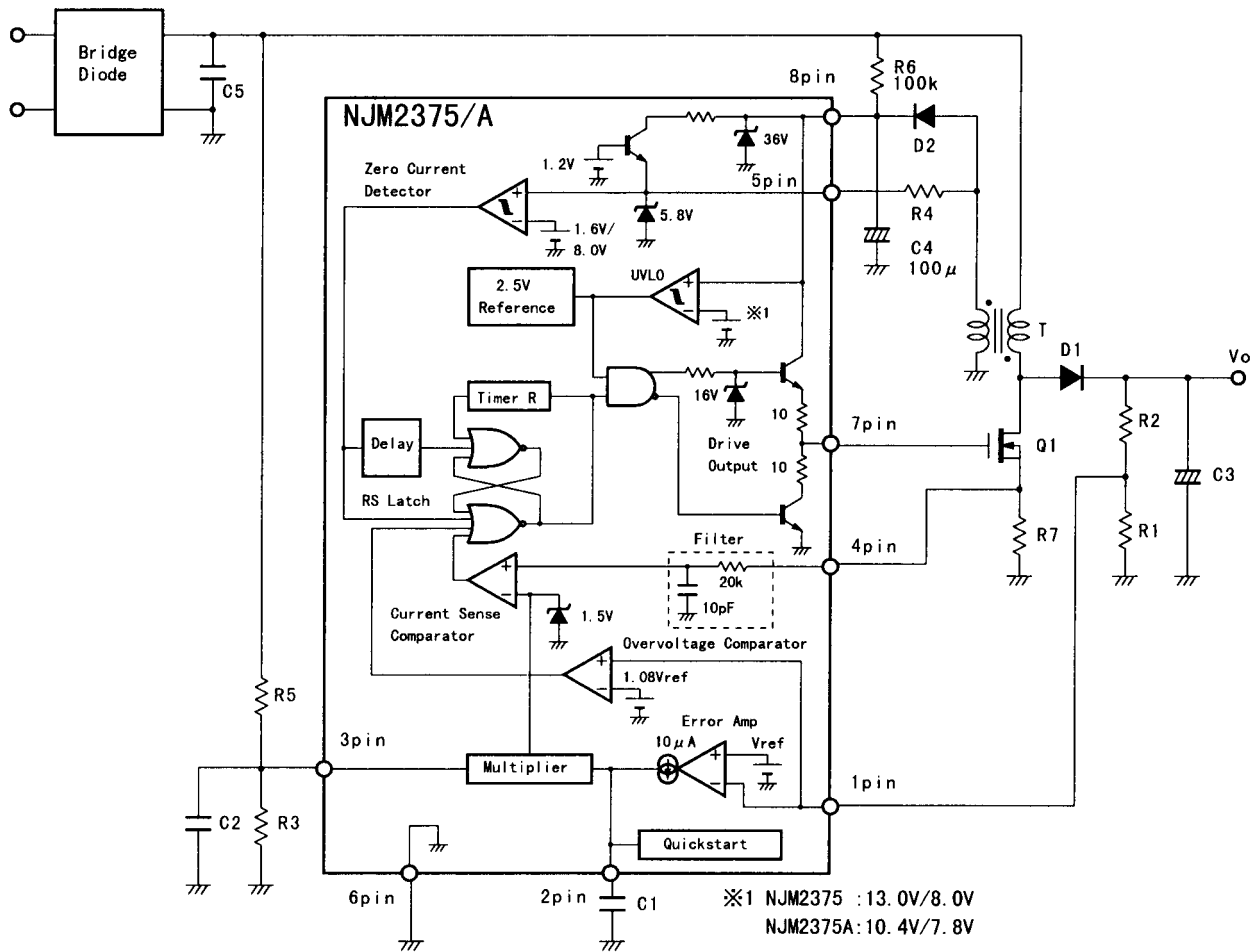 Bridge
Diode
C5
R6
100k
8pin
NJM2375/A
36V
D2
1.2V
Zero Current
Detector
5pin
R4
5.8V
1.6V/
8.0V
C4
100μ
UVLO
2.5V
Reference
※1
T
D1
Vo
16V
Timer R
10
7pin
R2
Delay
Drive
Output
Q1
10
C3
RS Latch
Filter
4pin
R7
R1
20k
10pF
Current Sense
Comparator
1.5V
Overvoltage Comparator
1.08Vref
R5
Error Amp
3pin
10μA
Vref
Multiplier
1pin
C2
R3
Quickstart
6pin
2pin
C1
※1 NJM2375 :13.0V/8.0V
NJM2375A:10.4V/7.8V